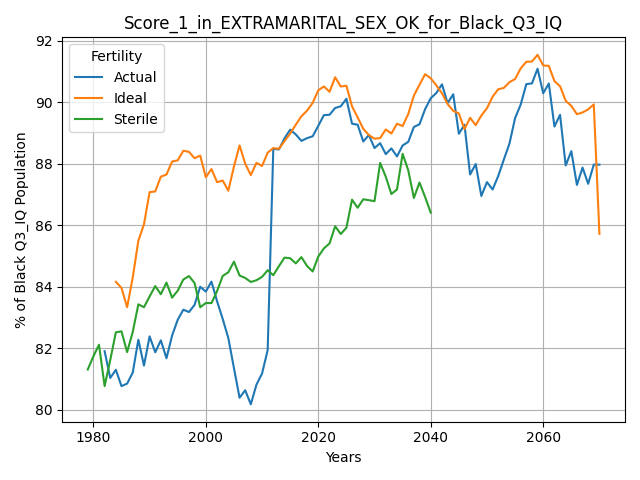 Score_1_in_EXTRAMARITAL_SEX_OK_for_Black_Q3_IQ
92
90
88
86
84
82
80
% of Black Q3_IQ Population
Fertility
Actual
Ideal
Sterile
1980
2000
2020
2040
2060
Years